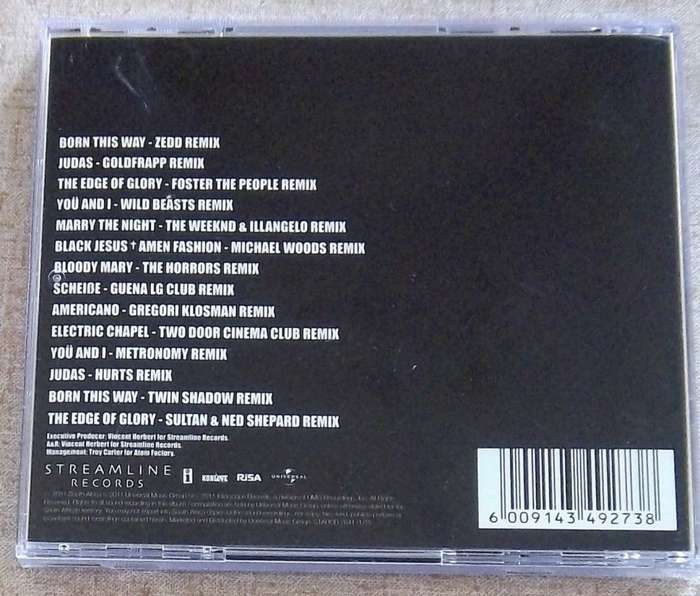 BORN THIS WAY - ZEDD REMIX
JUDAS - GOLDFRAPP REMIX
THE EDGE OF GLORY - FOSTER THE PEOPLE REMIX
YOÜ AND I - WILD BEASTS REMIX
MARRY THE NIGHT - THE WEEKND & ILLANGELO REMIX
BLACK JESUS † AMEN FASHION - MICHAEL WOODS REMIX
BLOODY MARY - THE HORRORS REMIX
SCHEIßE - GUENA LG CLUB REMIX
AMERICANO - GREGORI KLOSMAN REMIX
ELECTRIC CHAPEL - TWO DOOR CINEMA CLUB REMIX
YOÜ AND I - METRONOMY REMIX
JUDAS - HURTS REMIX
BORN THIS WAY - TWIN SHADOW REMIX
THE EDGE OF GLORY - SULTAN & NED SHEPARD REMIX
Executive Producer: Vincent Herbert for Streamline Records.
A&R: Vincent Herbert for Streamline Records.
Management: Troy Carter for Atom Factory.
STREAMLINE
RECORDS
i
KONLIVE
RiSA
UNIVERSAL
6 009143 492738